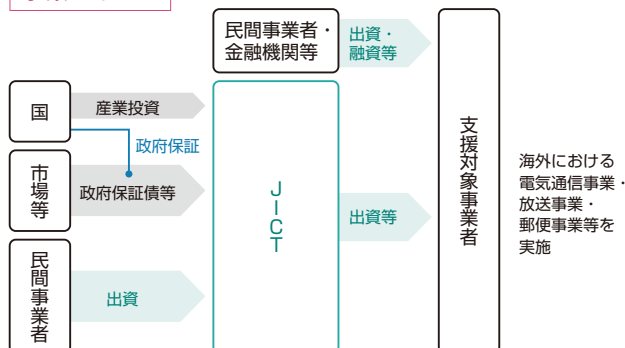 民間事業者・
金融機関等
出資・
融資等
国
産業投資
政府保証
市場等
政府保証債等
民間事業者
出資
JICT
出資等
支援対象事業者
海外における
電気通信事業・
放送事業・
郵便事業等を
実施